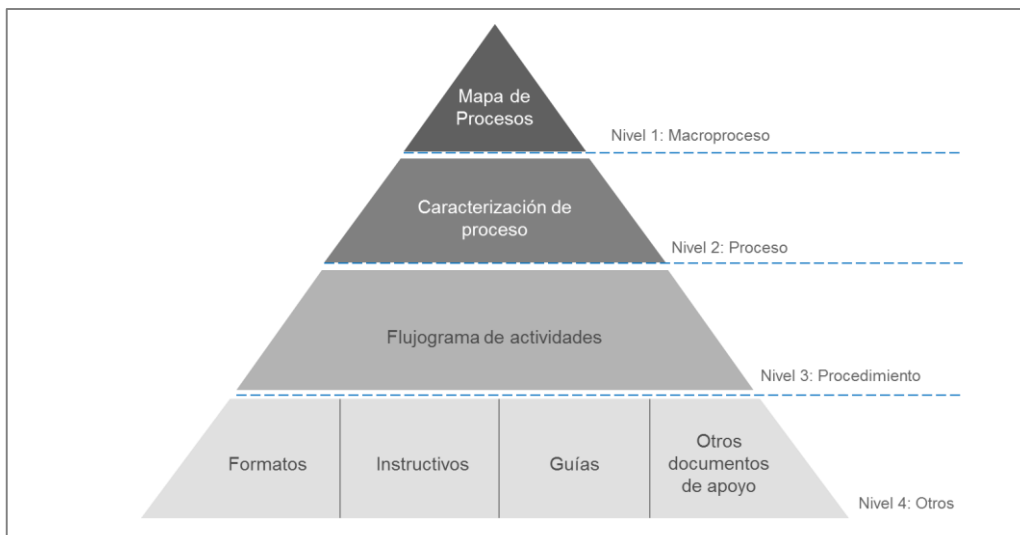 Mapa de
Procesos
Nivel 1: Macroproceso
Caracterización de
proceso
Nivel 2: Proceso
Flujograma de actividades
Nivel 3: Procedimiento
Formatos
Instructivos
Guías
Otros
documentos
de apoyo
Nivel 4: Otros